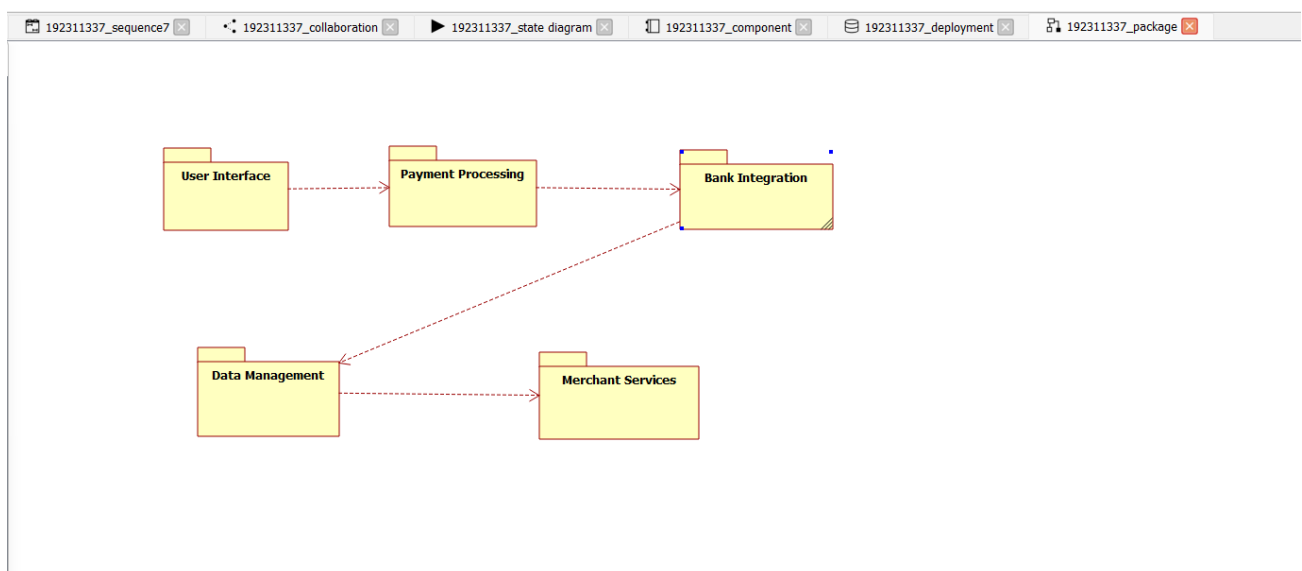 192311337_sequence7
192311337_collaboration
192311337_state diagram
192311337_component
192311337_deployment
192311337_package
User Interface
Payment Processing
Bank Integration
Data Management
Merchant Services